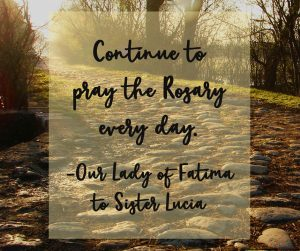 Continue to
pray the Rosary
every day.
-Our Lady of Fatima
to Sister Lucia